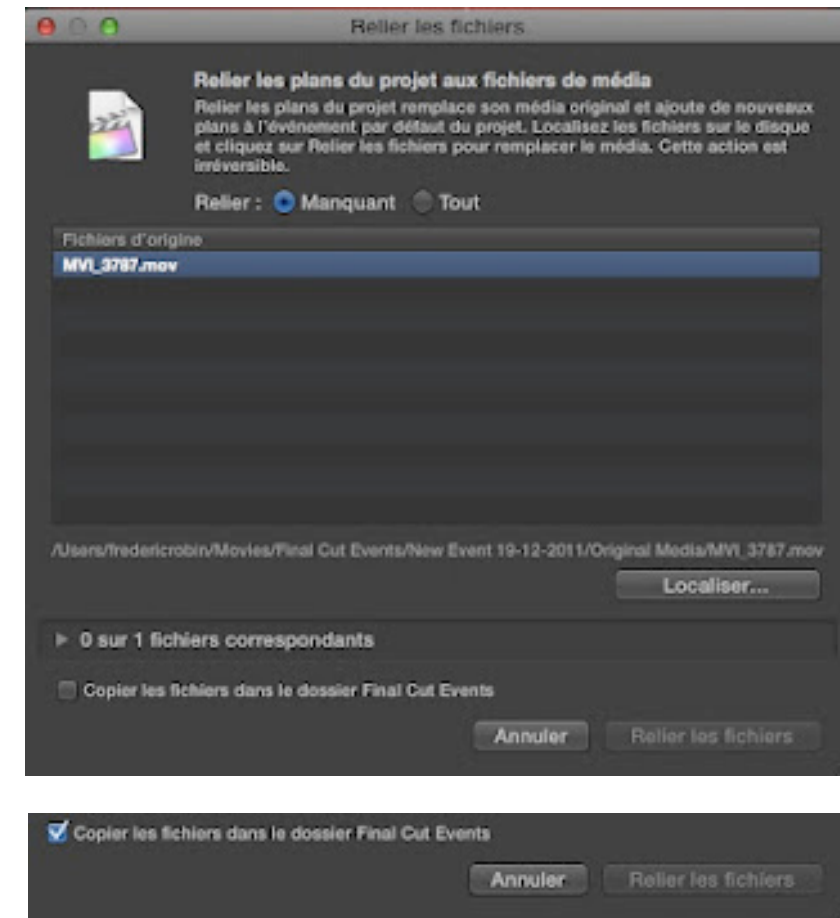 Relier les fichiers
Relier les plans du projet aux fichiers de média
Relier les plans du projet remplace son média original et ajoute de nouveaux
plans à l'événement par défaut du projet. Localisez les fichiers sur le disque
et cliquez sur Relier les fichiers pour remplacer le média. Cette action est
irréversible.
Relier : Manquant Tout
Fichiers d'origine
MVI_3787.mov
/Users/fredericrobin/Movies/Final Cut Events/New Event 19-12-2011/Original Media/MVI_3787.mov
Localiser...
0 sur 1 fichiers correspondants
Copier les fichiers dans le dossier Final Cut Events
Annuler Relier les fichiers
Copier les fichiers dans le dossier Final Cut Events
Annuler Relier les fichiers